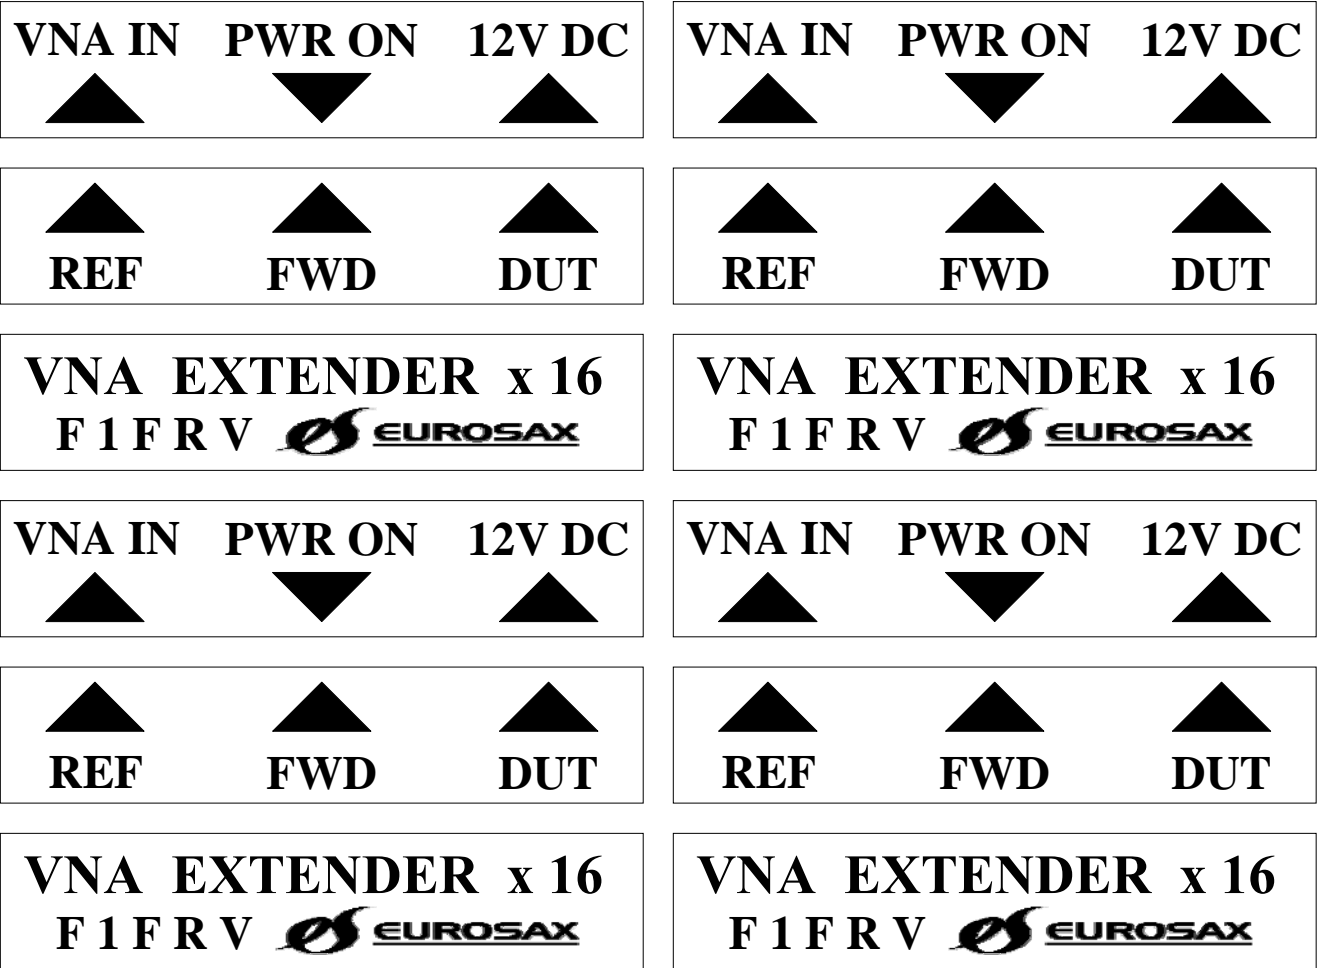 VNA IN PWR ON 12V DC VNA IN PWR ON 12V DC
REF FWD DUT REF FWD DUT
VNA EXTENDER x 16 VNA EXTENDER x 16
F 1 F R V EUROSAX F 1 F R V EUROSAX
VNA IN PWR ON 12V DC VNA IN PWR ON 12V DC
REF FWD DUT REF FWD DUT
VNA EXTENDER x 16 VNA EXTENDER x 16
F 1 F R V EUROSAX F 1 F R V EUROSAX